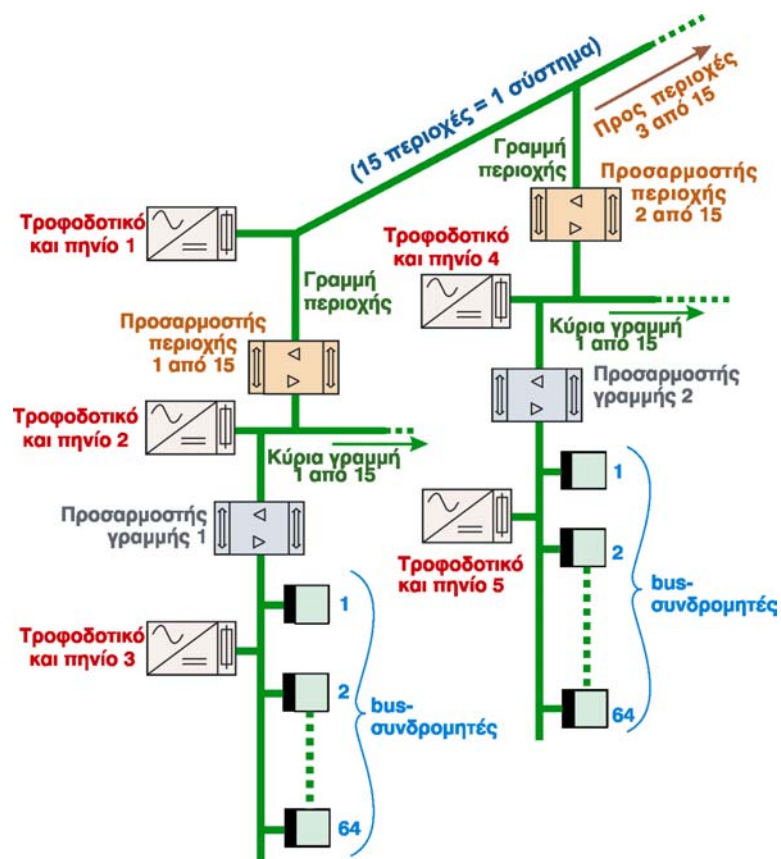 (15 περιοχές = 1 σύστημα)
Προς περιοχές
3 από 15
Γραμμή
περιοχής
Προσαρμοστής
περιοχής
2 από 15
Τροφοδοτικό
και πηνίο 1
Τροφοδοτικό
και πηνίο 4
Γραμμή
περιοχής
Προσαρμοστής
περιοχής
1 από 15
Κύρια γραμμή
1 από 15
Προσαρμοστής
γραμμής 2
Τροφοδοτικό
και πηνίο 2
Κύρια γραμμή
1 από 15
Προσαρμοστής
γραμμής 1
1
2
64
bus-
συνδρομητές
Τροφοδοτικό
και πηνίο 5
Τροφοδοτικό
και πηνίο 3
1
2
64
bus-
συνδρομητές